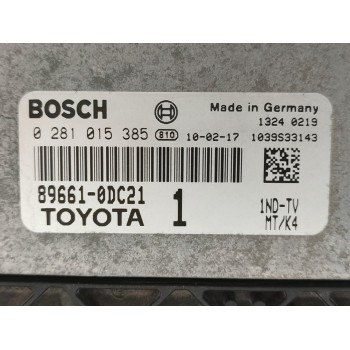 BOSCH Made in Germany
1324 0219
0 281 015 385 810 10-02-17 1039S33143
89661-0DC21
TOYOTA 1 1ND-TV
MT/K4